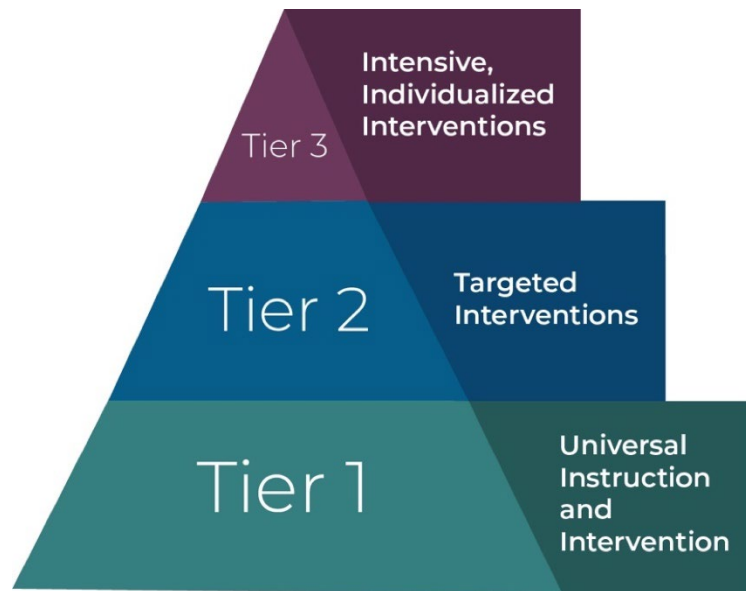 Intensive,
Individualized
Interventions
Tier 3
Tier 2
Targeted
Interventions
Tier 1
Universal
Instruction
and
Intervention